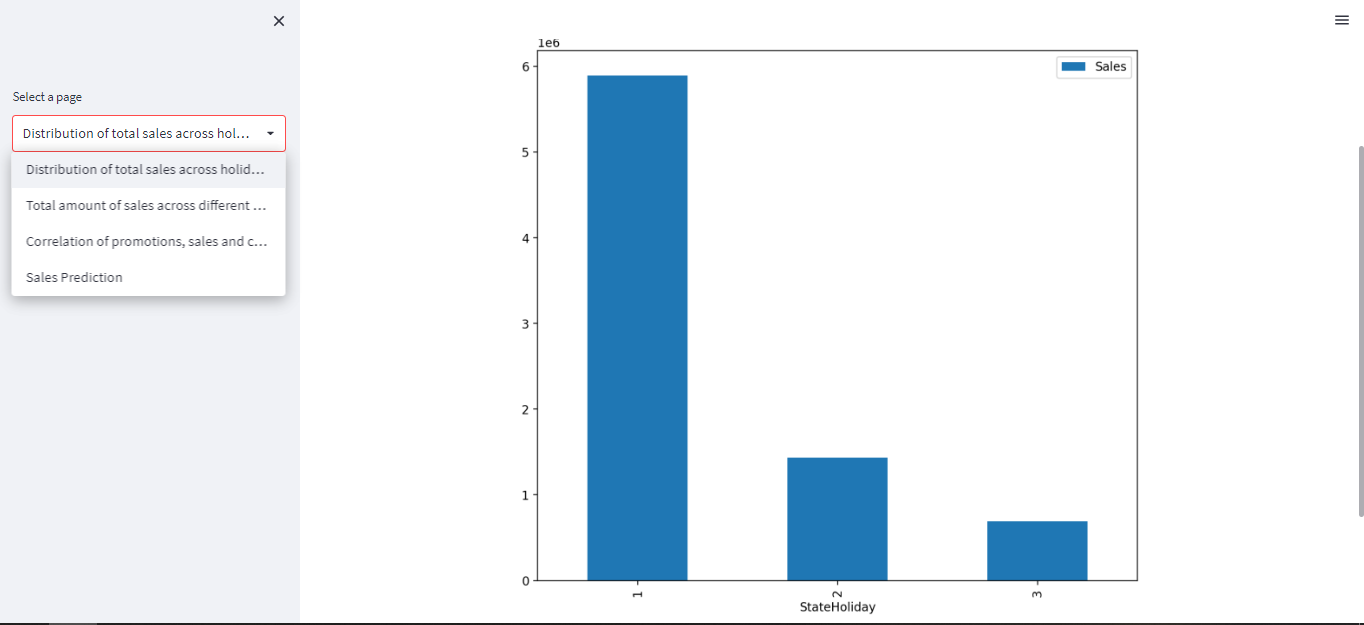 Select a page
Distribution of total sales across hol...
Distribution of total sales across holid...
Total amount of sales across different ...
Correlation of promotions, sales and c...
Sales Prediction
1e6
Sales
6
5
4
3
2
1
0
1
2
3
StateHoliday